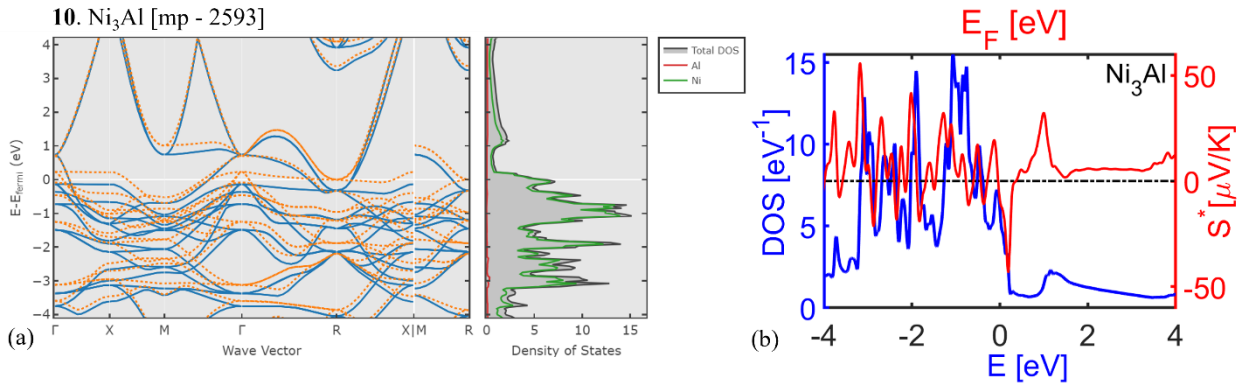 10. Ni₃Al [mp - 2593]
4
3
2
1
0
−1
−2
−3
−4
E-E_fermi (eV)
Γ X M Γ R X|M R
Wave Vector
0 5 10 15
Density of States
Total DOS
Al
Ni
(a)
E_F [eV]
Ni₃Al
15
10
5
0
DOS [eV⁻¹]
50
0
-50
S* [μV/K]
-4 -2 0 2 4
E [eV]
(b)